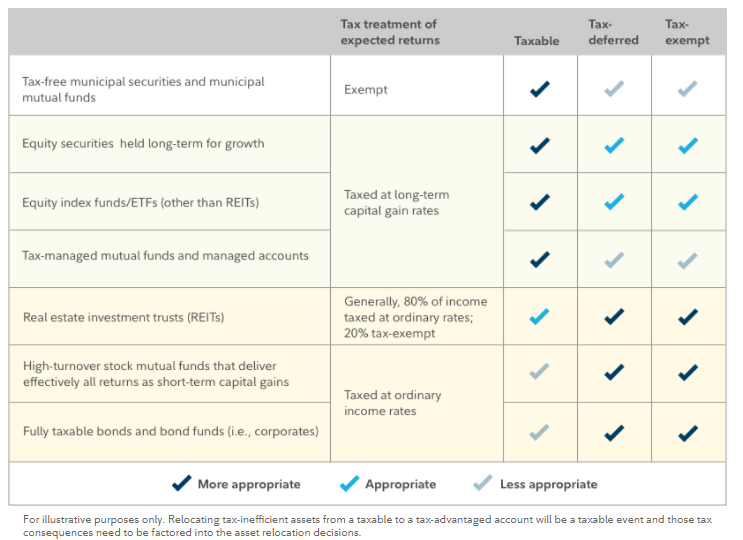 Tax treatment of
expected returns
Taxable
Tax-
deferred
Tax-
exempt
Tax-free municipal securities and municipal
mutual funds
Exempt
Equity securities held long-term for growth
Equity index funds/ETFs (other than REITs)
Taxed at long-term
capital gain rates
Tax-managed mutual funds and managed accounts
Real estate investment trusts (REITs)
Generally, 80% of income
taxed at ordinary rates;
20% tax-exempt
High-turnover stock mutual funds that deliver
effectively all returns as short-term capital gains
Taxed at ordinary
income rates
Fully taxable bonds and bond funds (i.e., corporates)
More appropriate
Appropriate
Less appropriate
For illustrative purposes only. Relocating tax-inefficient assets from a taxable to a tax-advantaged account will be a taxable event and those tax
consequences need to be factored into the asset relocation decisions.